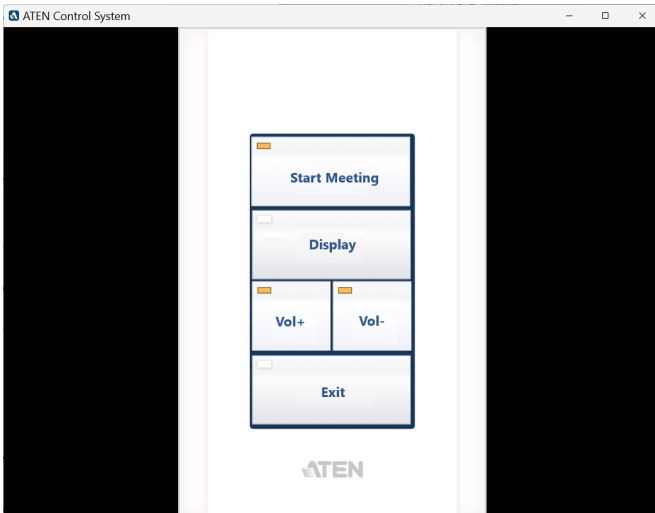 ATEN Control System
Start Meeting
Display
Vol+ Vol-
Exit
ATEN